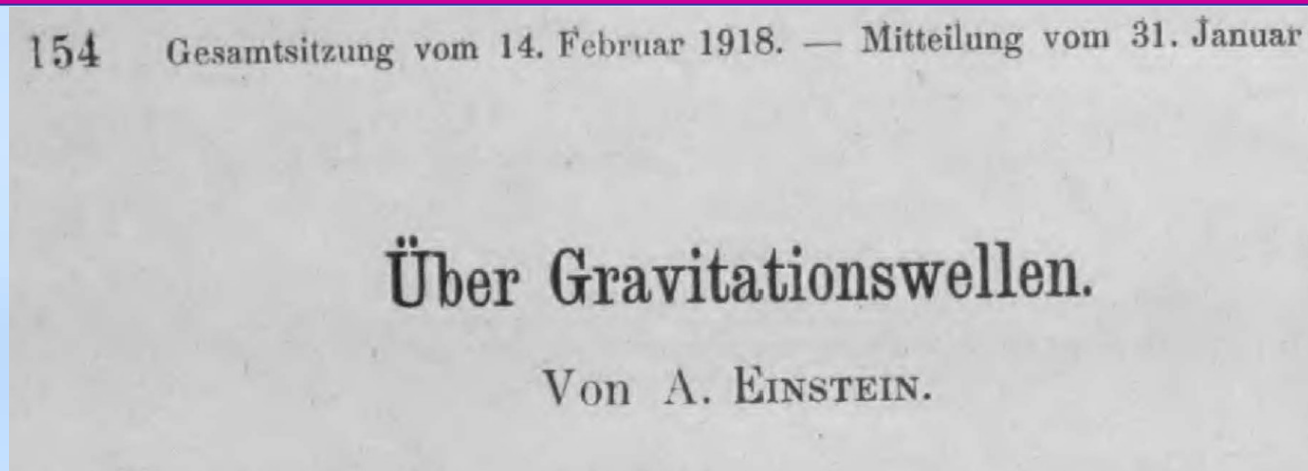 154 Gesamtsitzung vom 14. Februar 1918. — Mitteilung vom 31. Januar
Über Gravitationswellen.
Von A. EINSTEIN.